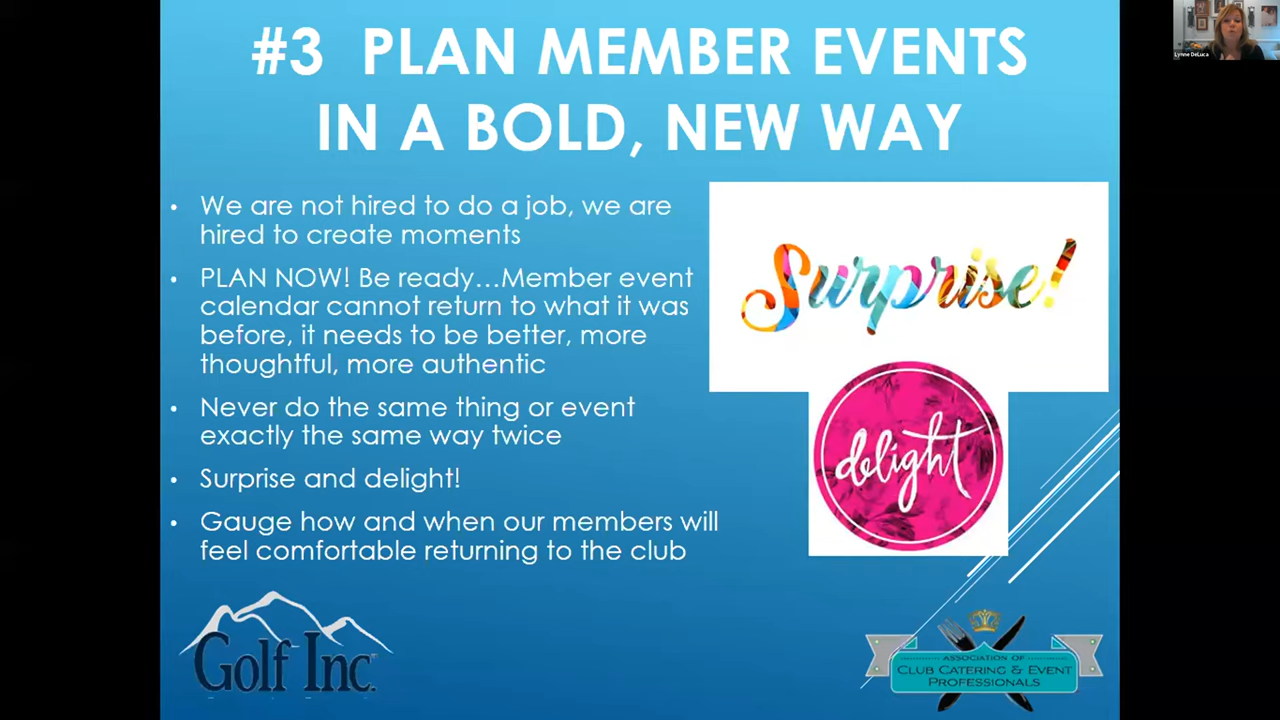 #3 PLAN MEMBER EVENTS
IN A BOLD, NEW WAY
Lynne DeLuca
• We are not hired to do a job, we are
hired to create moments
• PLAN NOW! Be ready…Member event
calendar cannot return to what it was
before, it needs to be better, more
thoughtful, more authentic
• Never do the same thing or event
exactly the same way twice
• Surprise and delight!
• Gauge how and when our members will
feel comfortable returning to the club
Surprise!
delight
Golf Inc.
ASSOCIATION OF
CLUB CATERING & EVENT
PROFESSIONALS